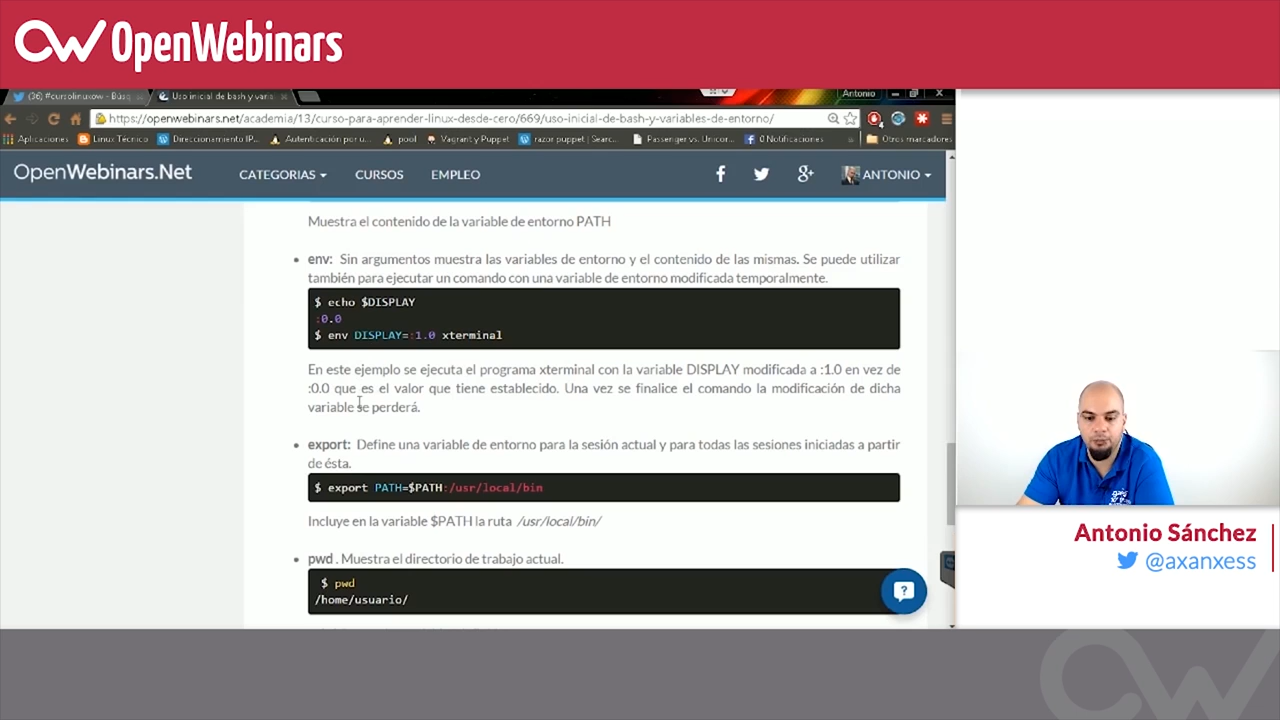 OpenWebinars
(36) #cursolinuxow - Búsq
Uso inicial de bash y varia
Antonio
https://openwebinars.net/academia/13/curso-para-aprender-linux-desde-cero/669/uso-inicial-de-bash-y-variables-de-entorno/
Aplicaciones
Linux Técnico
Direccionamiento IP...
Autenticación por u...
pool
Vagrant y Puppet
razor puppet | Searc...
Passenger vs. Unicor...
0 Notificaciones
Otros marcadores
OpenWebinars.Net
CATEGORIAS
CURSOS
EMPLEO
ANTONIO
Muestra el contenido de la variable de entorno PATH
env: Sin argumentos muestra las variables de entorno y el contenido de las mismas. Se puede utilizar
también para ejecutar un comando con una variable de entorno modificada temporalmente.
$ echo $DISPLAY
:0.0
$ env DISPLAY=:1.0 xterminal
En este ejemplo se ejecuta el programa xterminal con la variable DISPLAY modificada a :1.0 en vez de
:0.0 que es el valor que tiene establecido. Una vez se finalice el comando la modificación de dicha
variable se perderá.
export: Define una variable de entorno para la sesión actual y para todas las sesiones iniciadas a partir
de ésta.
$ export PATH=$PATH:/usr/local/bin
Incluye en la variable $PATH la ruta /usr/local/bin/
pwd . Muestra el directorio de trabajo actual.
$ pwd
/home/usuario/
Antonio Sánchez
@axanxess